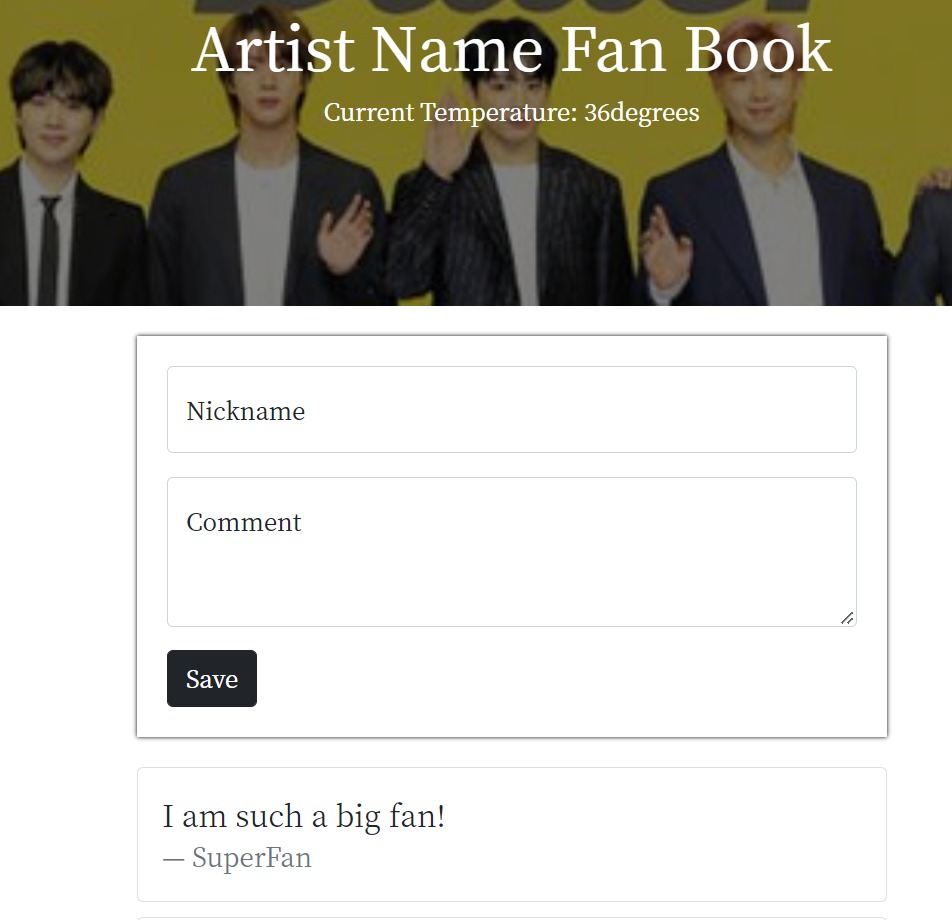 Artist Name Fan Book
Current Temperature: 36degrees
Nickname
Comment
Save
I am such a big fan!
— SuperFan